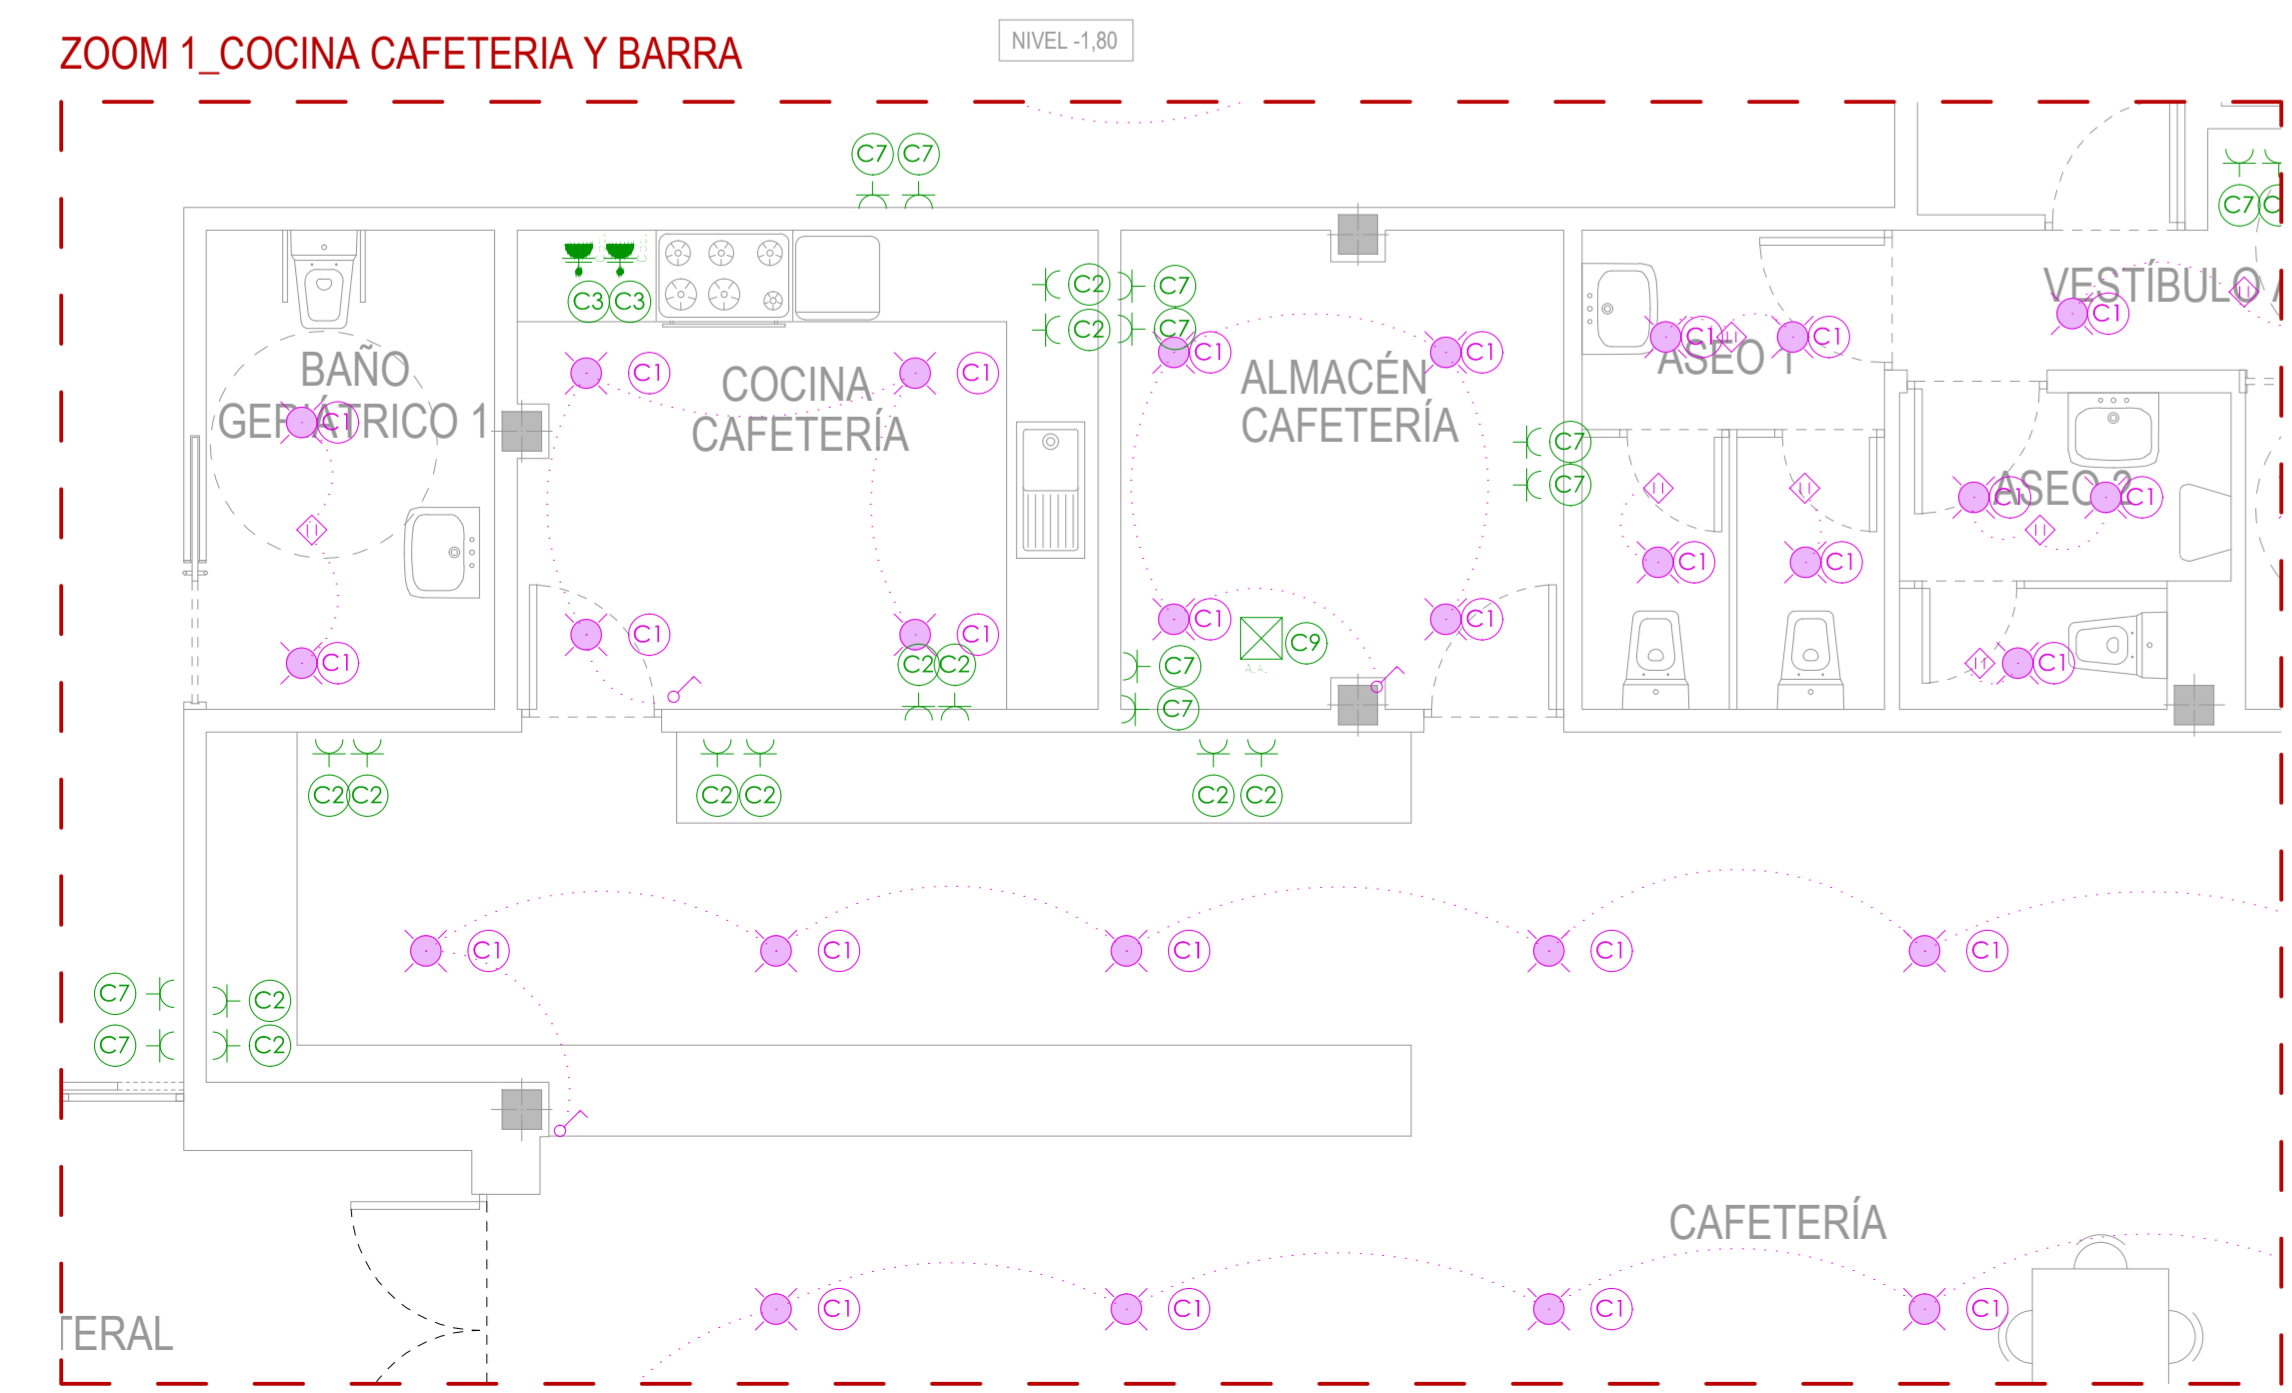 ZOOM 1_COCINA CAFETERIA Y BARRA
NIVEL -1,80
C7 C7
C7
C3 C3
C2 C7
C2 C7
BAÑO
GERIÁTRICO 1
C1
C1
COCINA
CAFETERÍA
C1 C1
C1 C1
C2 C2
ALMACÉN
CAFETERÍA
C1 C1
C1 C1
C7
C7
C9
A.A.
C7
C7
ASEO 1
C1 C1
C1 C1
VESTÍBULO
C1
ASEO 2
C1 C1
C1
C2 C2
C2 C2
C2 C2
C1 C1 C1 C1 C1
C7 C2
C7 C2
CAFETERÍA
C1 C1 C1 C1
TERAL